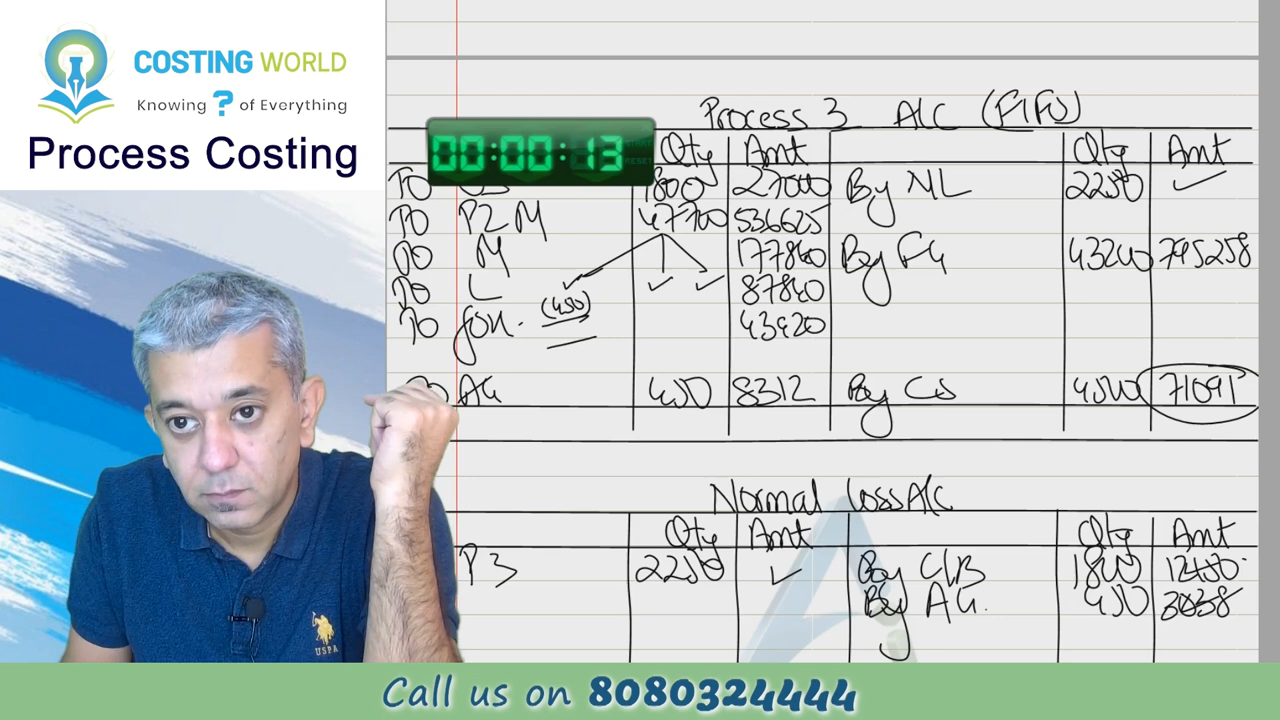 COSTING WORLD
Knowing ? of Everything
Process Costing
00:00:13
Process 3 A/C (FIFO)
Qty Amt Qty Amt
To 1800 27000 By NL 2250 ✓
To P2 M 47700 536625
To M 177840 By FG 43200 795258
To L 87840
(450)
To 43920
AG 450 8312 By CS 4500 71091
Normal Loss A/C
Qty Amt Qty Amt
P3 2250 ✓ By C/B 1800
By AG. 450
USPA
Call us on 8080324444